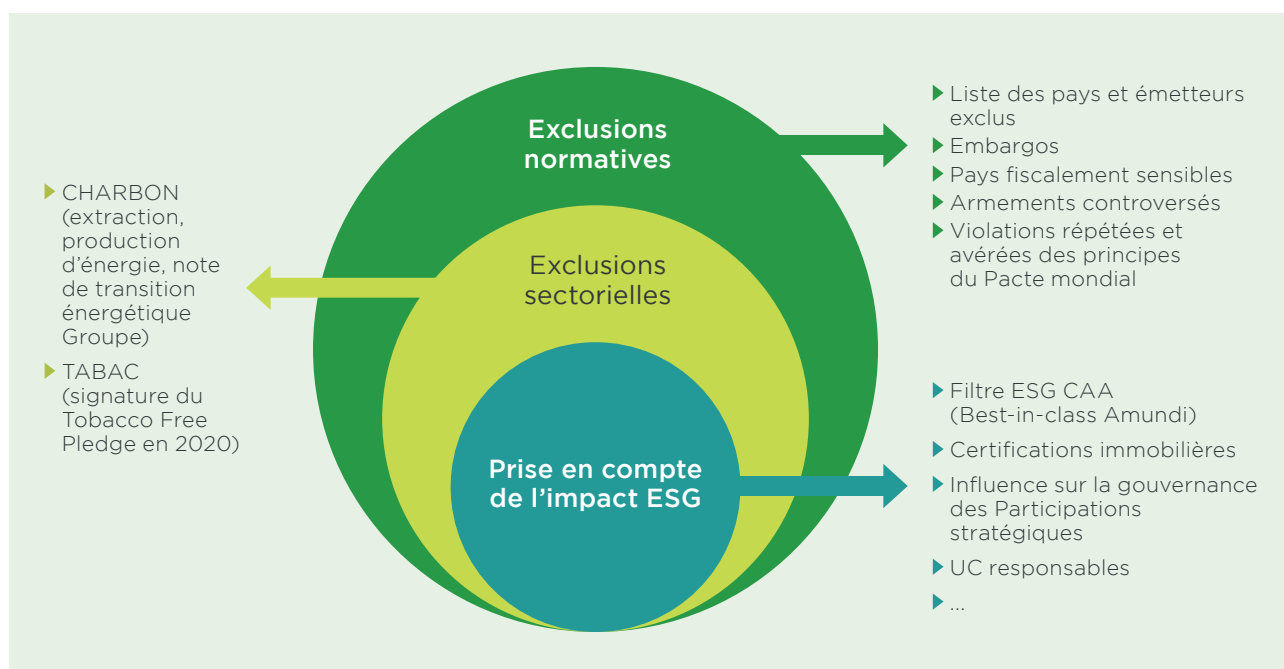 Exclusions
normatives
Liste des pays et émetteurs
exclus
Embargos
Pays fiscalement sensibles
Armements controversés
Violations répétées et
avérées des principes
du Pacte mondial
Exclusions
sectorielles
CHARBON
(extraction,
production
d’énergie, note
de transition
énergétique
Groupe)
TABAC
(signature du
Tobacco Free
Pledge en 2020)
Prise en compte
de l’impact ESG
Filtre ESG CAA
(Best-in-class Amundi)
Certifications immobilières
Influence sur la gouvernance
des Participations
stratégiques
UC responsables
...